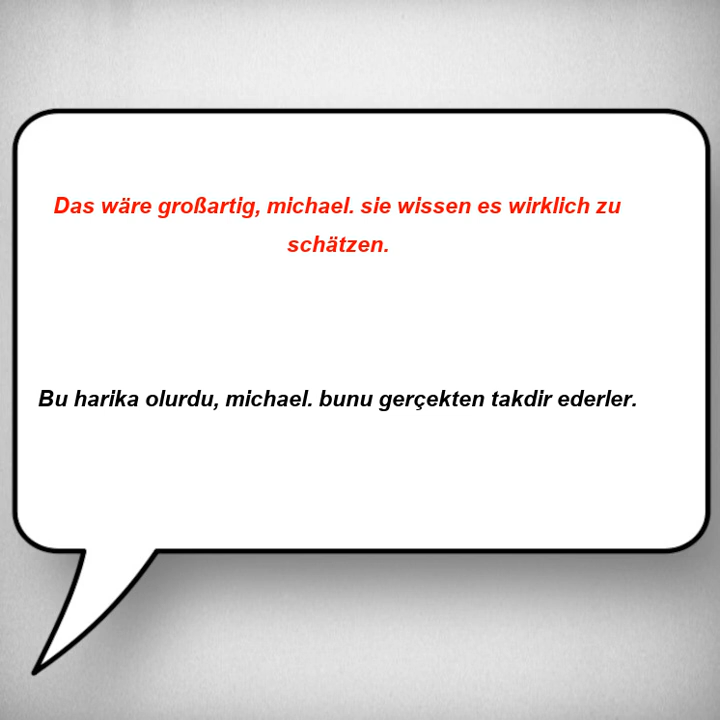 Das wäre großartig, michael. sie wissen es wirklich zu
schätzen.
Bu harika olurdu, michael. bunu gerçekten takdir ederler.